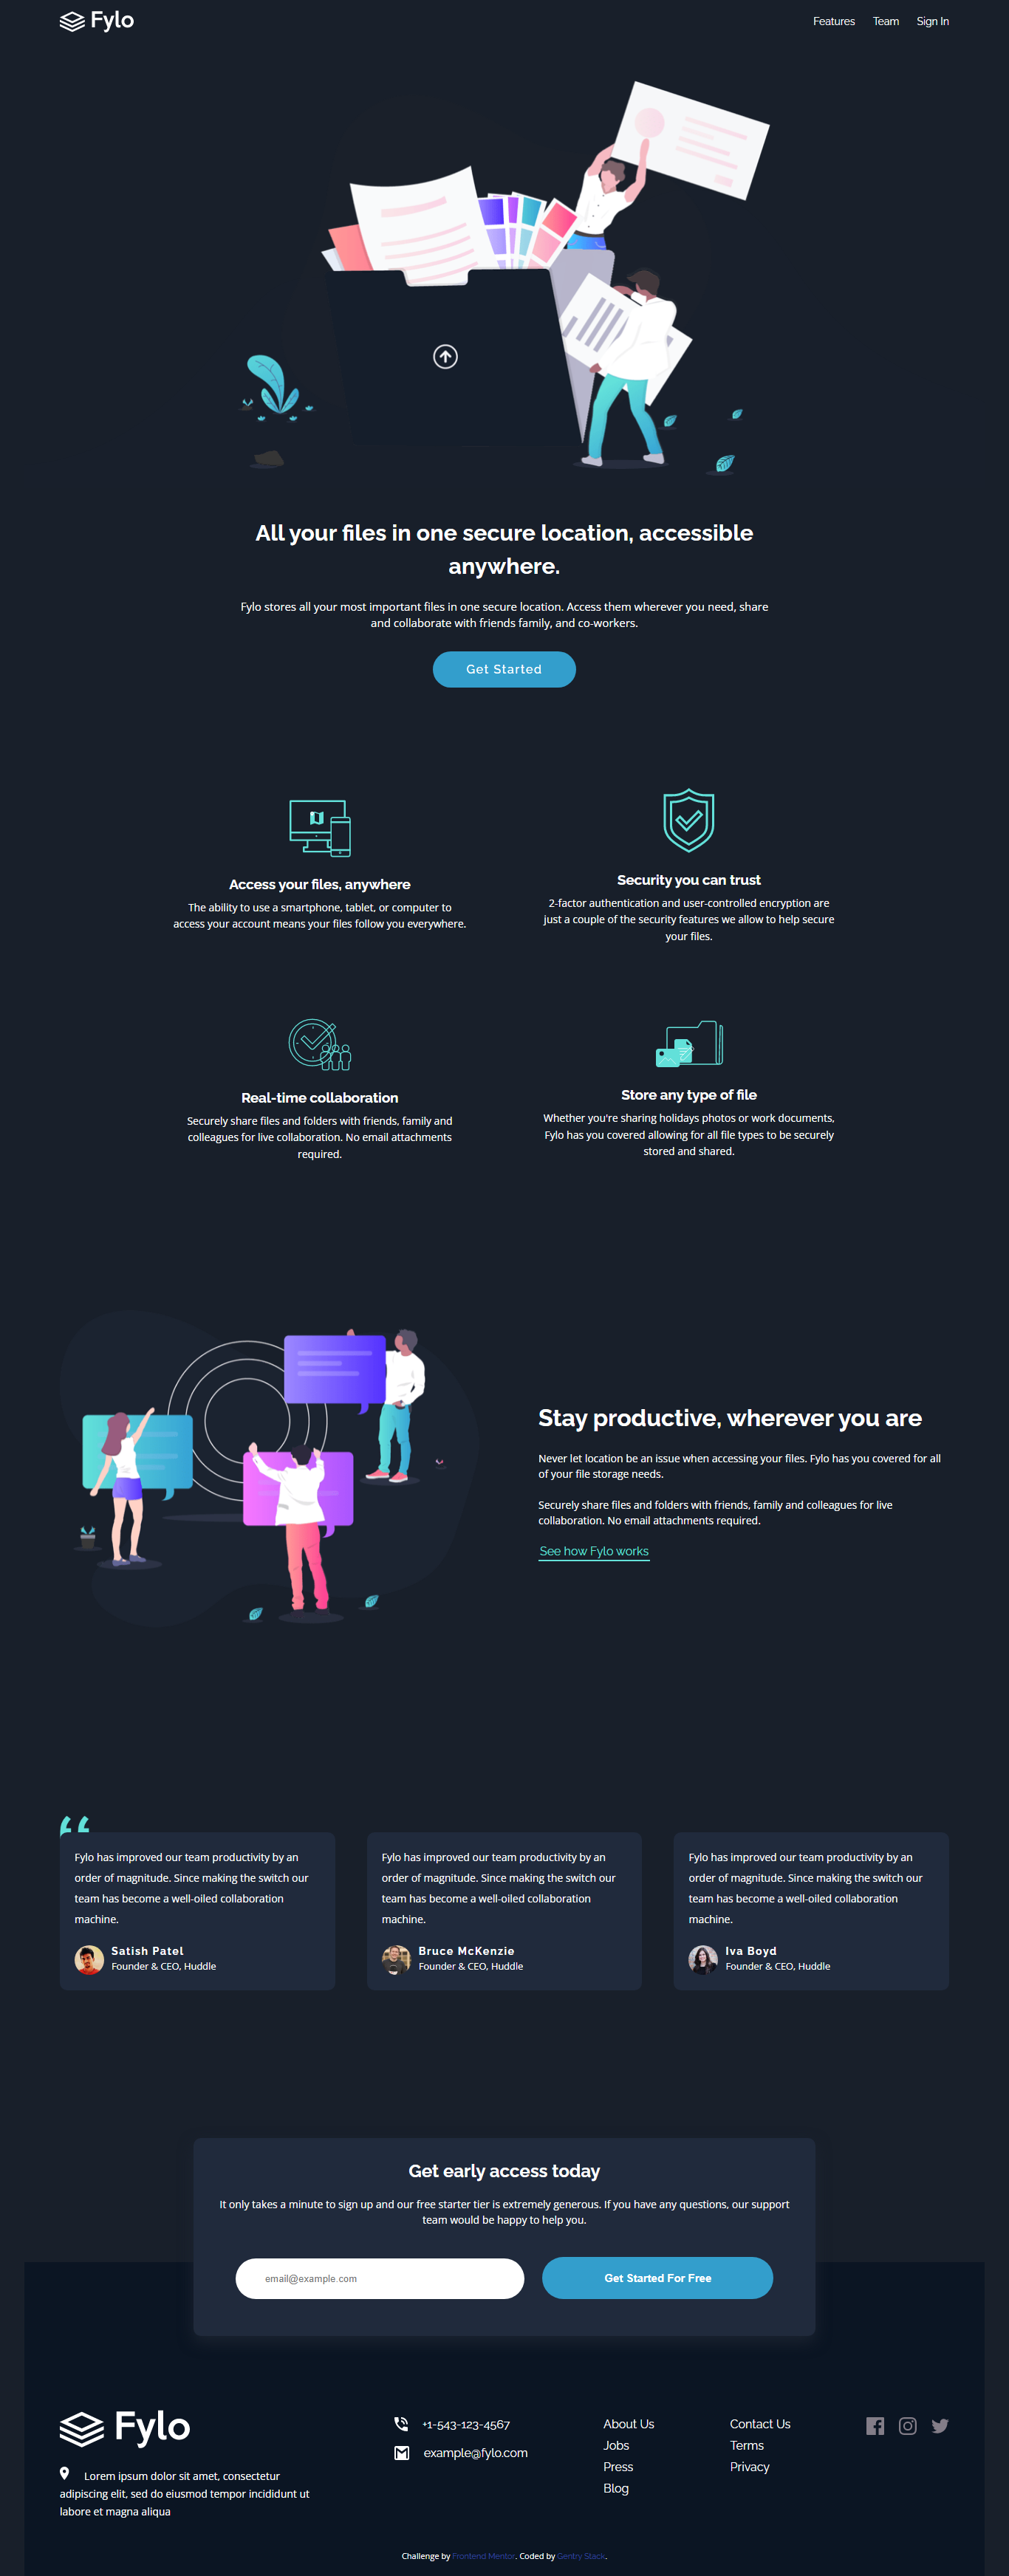 Fylo
Features Team Sign In
All your files in one secure location, accessible
anywhere.
Fylo stores all your most important files in one secure location. Access them wherever you need, share
and collaborate with friends family, and co-workers.
Get Started
Access your files, anywhere
The ability to use a smartphone, tablet, or computer to
access your account means your files follow you everywhere.
Security you can trust
2-factor authentication and user-controlled encryption are
just a couple of the security features we allow to help secure
your files.
Real-time collaboration
Securely share files and folders with friends, family and
colleagues for live collaboration. No email attachments
required.
Store any type of file
Whether you're sharing holidays photos or work documents,
Fylo has you covered allowing for all file types to be securely
stored and shared.
Stay productive, wherever you are
Never let location be an issue when accessing your files. Fylo has you covered for all
of your file storage needs.
Securely share files and folders with friends, family and colleagues for live
collaboration. No email attachments required.
See how Fylo works
“
Fylo has improved our team productivity by an
order of magnitude. Since making the switch our
team has become a well-oiled collaboration
machine.
Satish Patel
Founder & CEO, Huddle
Fylo has improved our team productivity by an
order of magnitude. Since making the switch our
team has become a well-oiled collaboration
machine.
Bruce McKenzie
Founder & CEO, Huddle
Fylo has improved our team productivity by an
order of magnitude. Since making the switch our
team has become a well-oiled collaboration
machine.
Iva Boyd
Founder & CEO, Huddle
Get early access today
It only takes a minute to sign up and our free starter tier is extremely generous. If you have any questions, our support
team would be happy to help you.
email@example.com
Get Started For Free
Fylo
Lorem ipsum dolor sit amet, consectetur
adipiscing elit, sed do eiusmod tempor incididunt ut
labore et magna aliqua
+1-543-123-4567
example@fylo.com
About Us
Jobs
Press
Blog
Contact Us
Terms
Privacy
Challenge by Frontend Mentor. Coded by Gentry Stack.